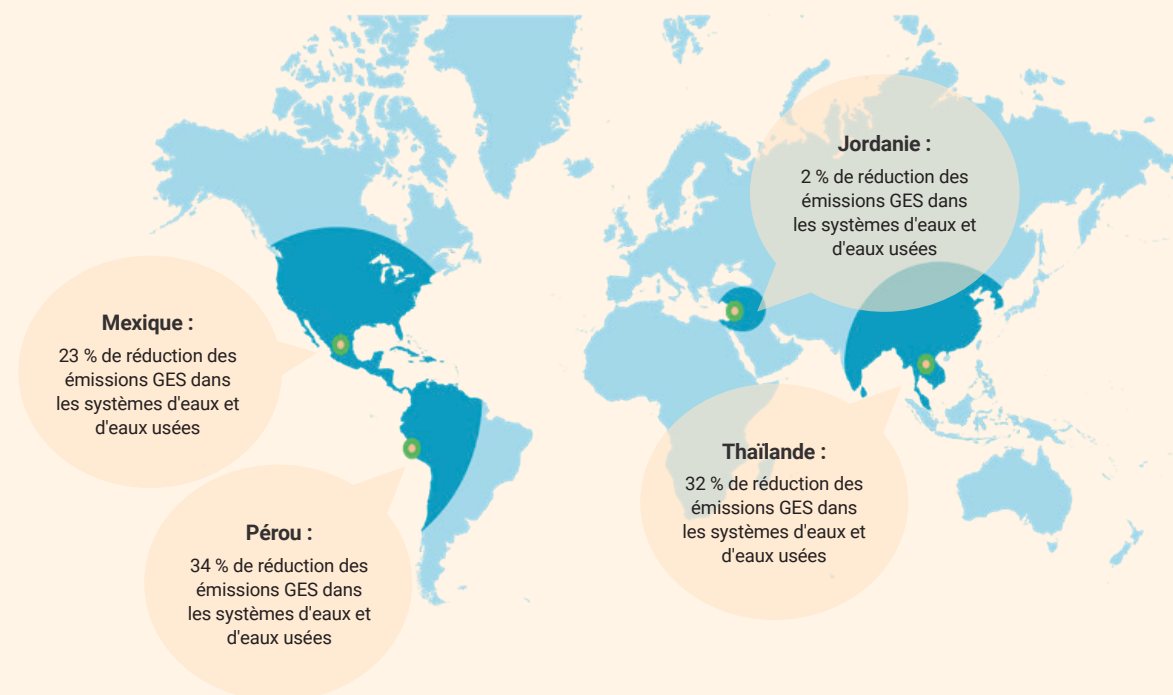 Jordanie :
2 % de réduction des
émissions GES dans
les systèmes d'eaux et
d'eaux usées
Mexique :
23 % de réduction des
émissions GES dans
les systèmes d'eaux et
d'eaux usées
Thaïlande :
32 % de réduction des
émissions GES dans
les systèmes d'eaux et
d'eaux usées
Pérou :
34 % de réduction des
émissions GES dans
les systèmes d'eaux et
d'eaux usées